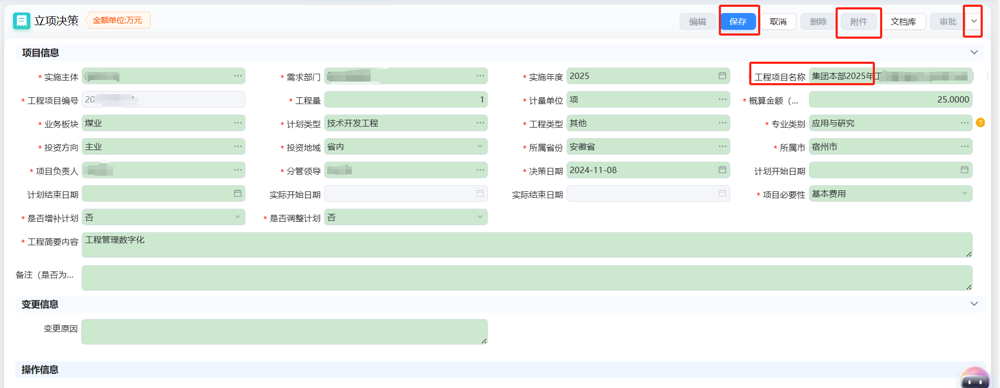 立项决策 金额单位:万元 编辑 保存 取消 删除 附件 文档库 审批
项目信息
* 实施主体 * 需求部门 * 实施年度 2025 * 工程项目名称 集团本部2025年工
* 工程项目编号 20 * 工程量 1 * 计量单位 项 * 概算金额（... 25.0000
* 业务板块 煤业 * 计划类型 技术开发工程 * 工程类型 其他 * 专业类别 应用与研究 ?
* 投资方向 主业 * 投资地域 省内 * 所属省份 安徽省 * 所属市 宿州市
* 项目负责人 * 分管领导 * 决策日期 2024-11-08 计划开始日期
计划结束日期 实际开始日期 实际结束日期 * 项目必要性 基本费用
* 是否增补计划 否 * 是否调整计划 否
* 工程简要内容 工程管理数字化
备注（是否为...
变更信息
变更原因
操作信息